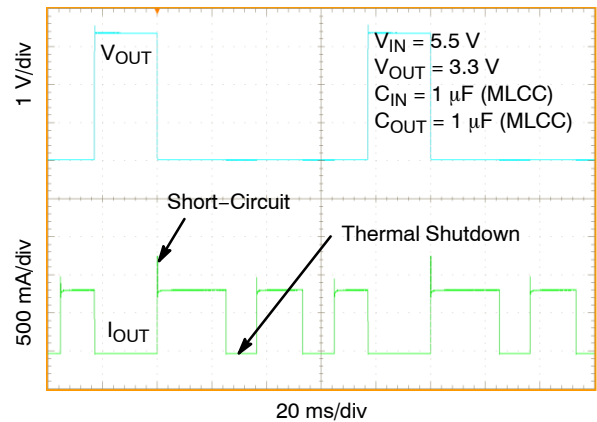 1 V/div
VOUT
VIN = 5.5 V
VOUT = 3.3 V
CIN = 1 μF (MLCC)
COUT = 1 μF (MLCC)
Short−Circuit
Thermal Shutdown
500 mA/div
IOUT
20 ms/div